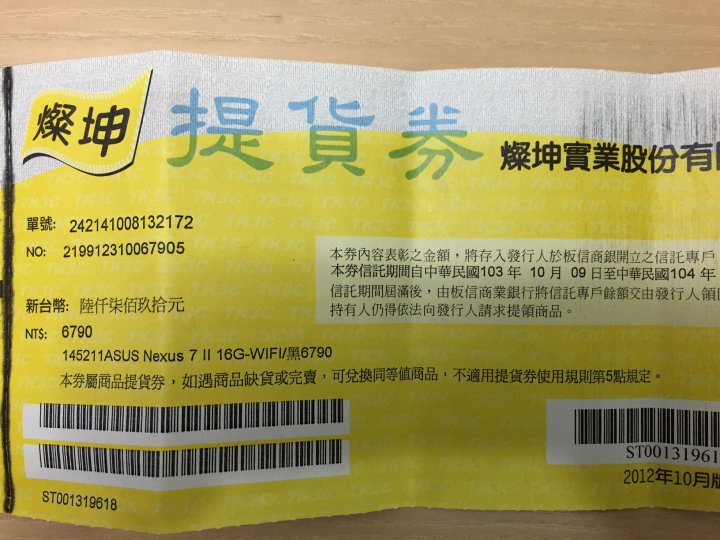 燦坤
提貨券
燦坤實業股份有
單號: 242141008132172
NO: 219912310067905
本券內容表彰之金額，將存入發行人於板信商銀開立之信託專戶
本券信託期間自中華民國103 年 10 月 09 日至中華民國104 年
信託期間屆滿後，由板信商業銀行將信託專戶餘額交由發行人領
持有人仍得依法向發行人請求提領商品。
新台幣: 陸仟柒佰玖拾元
NT$: 6790
145211ASUS Nexus 7 II 16G-WIFI/黑6790
本券屬商品提貨券，如遇商品缺貨或完賣，可兌換同等值商品，不適用提貨券使用規則第5點規定。
ST00131961
2012年10月版
ST001319618